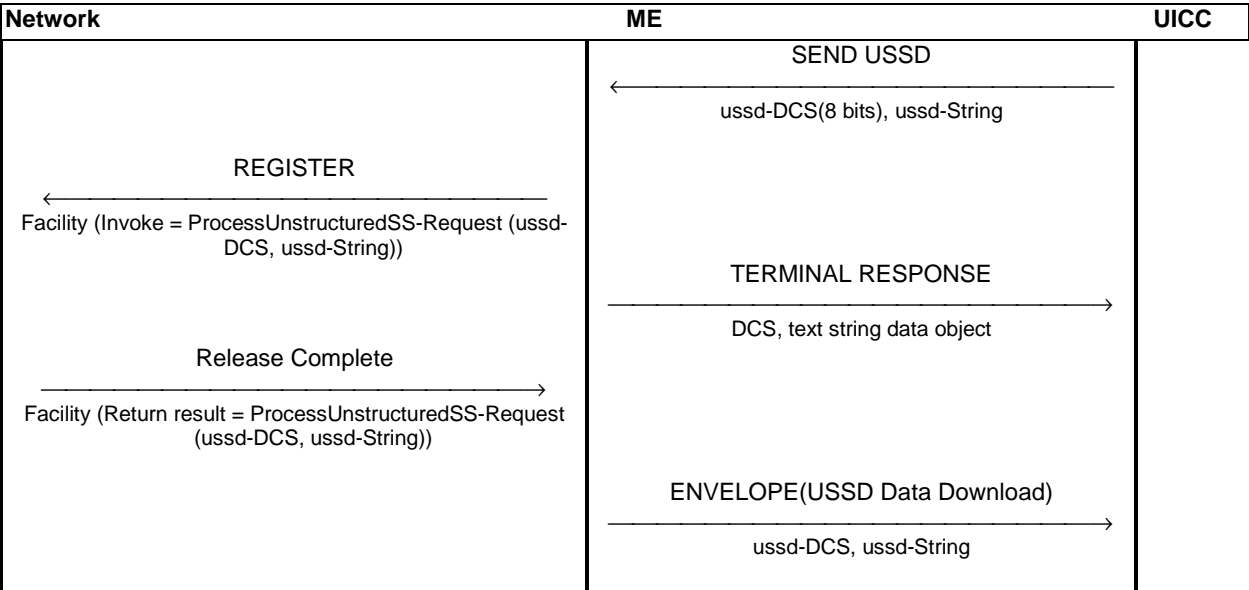 Network ME UICC
SEND USSD
ussd-DCS(8 bits), ussd-String
REGISTER
Facility (Invoke = ProcessUnstructuredSS-Request (ussd-
DCS, ussd-String))
TERMINAL RESPONSE
DCS, text string data object
Release Complete
Facility (Return result = ProcessUnstructuredSS-Request
(ussd-DCS, ussd-String))
ENVELOPE(USSD Data Download)
ussd-DCS, ussd-String